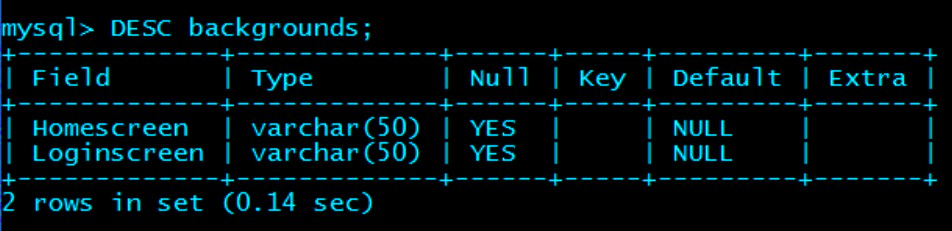 mysql> DESC backgrounds;
+-------------+-------------+------+-----+---------+-------+
| Field       | Type        | Null | Key | Default | Extra |
+-------------+-------------+------+-----+---------+-------+
| Homescreen  | varchar(50) | YES  |     | NULL    |       |
| Loginscreen | varchar(50) | YES  |     | NULL    |       |
+-------------+-------------+------+-----+---------+-------+
2 rows in set (0.14 sec)